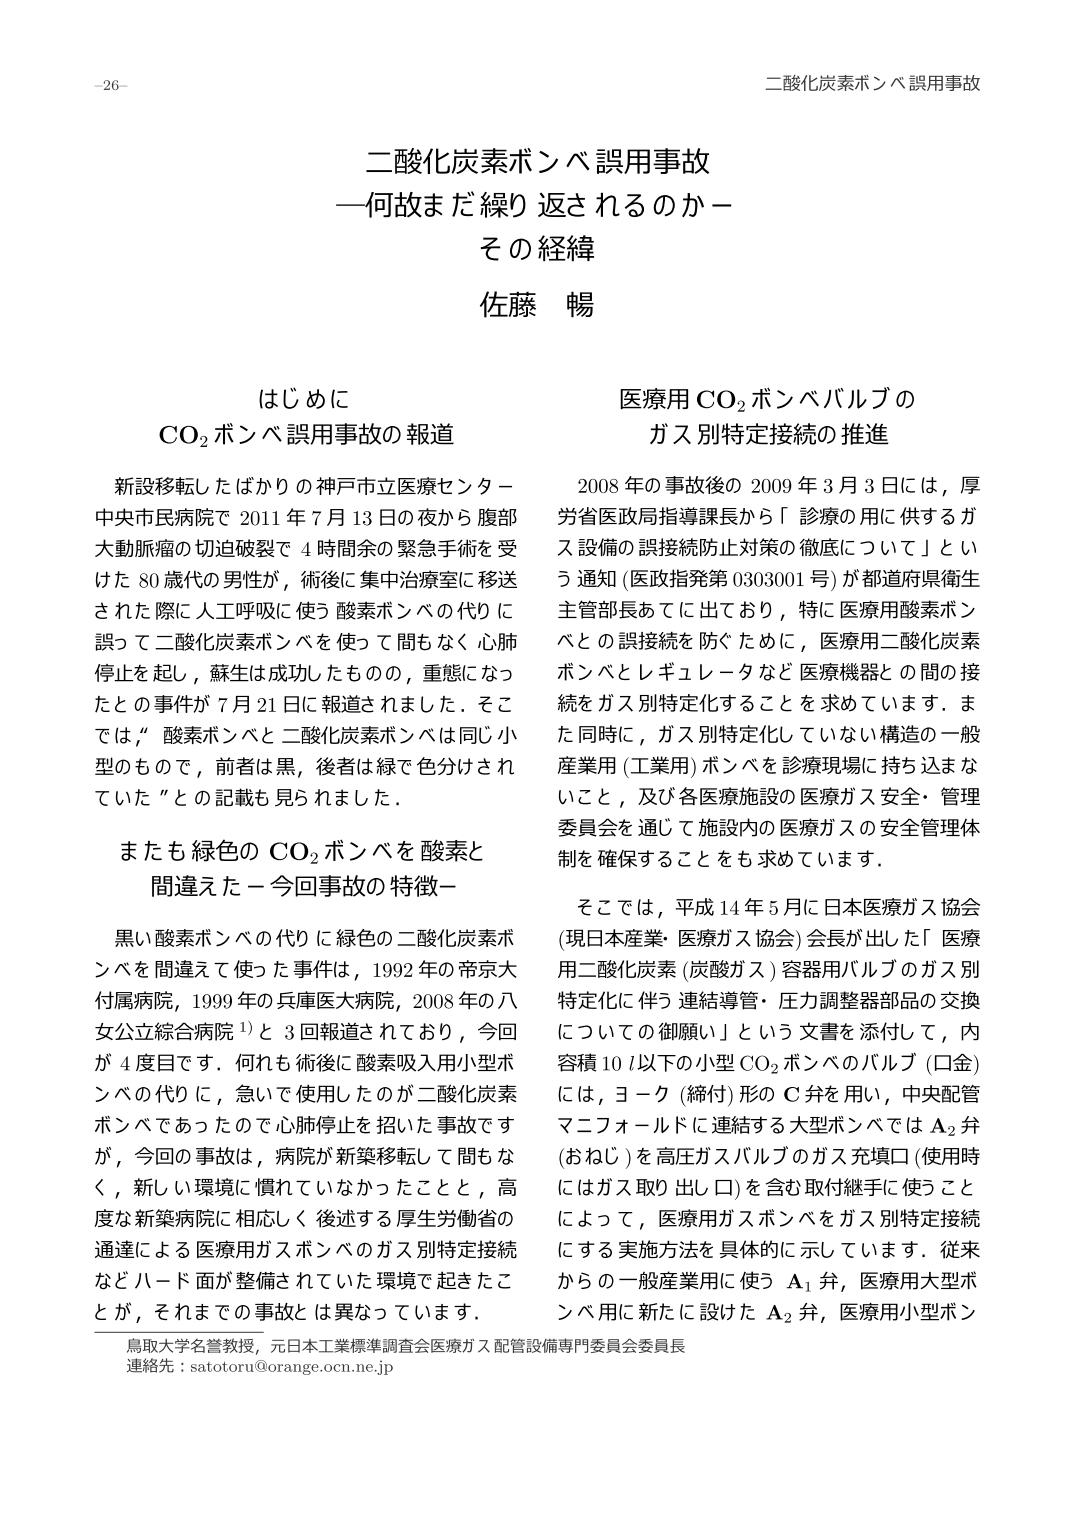 –26–
二酸化炭素ボンベ誤用事故
二酸化炭素ボンベ誤用事故
―何故まだ繰り返されるのか－
その経緯
佐藤　暢
はじめに
CO₂ボンベ誤用事故の報道
新設移転したばかりの神戸市立医療センター
中央市民病院で 2011 年 7 月 13 日の夜から腹部
大動脈瘤の切迫破裂で 4 時間余の緊急手術を受
けた 80 歳代の男性が，術後に集中治療室に移送
された際に人工呼吸に使う酸素ボンベの代りに
誤って二酸化炭素ボンベを使って間もなく心肺
停止を起し，蘇生は成功したものの，重態になっ
たとの事件が 7 月 21 日に報道されました．そこ
では，“ 酸素ボンベと二酸化炭素ボンベは同じ小
型のもので，前者は黒，後者は緑で色分けされ
ていた ”との記載も見られました．
またも緑色の CO₂ボンベを酸素と
間違えた－今回事故の特徴－
黒い酸素ボンベの代りに緑色の二酸化炭素ボ
ンベを間違えて使った事件は，1992 年の帝京大
付属病院，1999 年の兵庫医大病院，2008 年の八
女公立綜合病院 ¹⁾ と 3 回報道されており，今回
が 4 度目です．何れも術後に酸素吸入用小型ボ
ンベの代りに，急いで使用したのが二酸化炭素
ボンベであったので心肺停止を招いた事故です
が，今回の事故は，病院が新築移転して間もな
く，新しい環境に慣れていなかったことと，高
度な新築病院に相応しく後述する厚生労働省の
通達による医療用ガスボンベのガス別特定接続
などハード面が整備されていた環境で起きたこ
とが，それまでの事故とは異なっています．
医療用 CO₂ボンベバルブの
ガス別特定接続の推進
2008 年の事故後の 2009 年 3 月 3 日には，厚
労省医政局指導課長から「診療の用に供するガ
ス設備の誤接続防止対策の徹底について」とい
う通知 (医政指発第 0303001 号) が都道府県衛生
主管部長あてに出ており，特に医療用酸素ボン
ベとの誤接続を防ぐために，医療用二酸化炭素
ボンベとレギュレータなど医療機器との間の接
続をガス別特定化することを求めています．ま
た同時に，ガス別特定化していない構造の一般
産業用 (工業用) ボンベを診療現場に持ち込まな
いこと，及び各医療施設の医療ガス安全・管理
委員会を通じて施設内の医療ガスの安全管理体
制を確保することをも求めています．
そこでは，平成 14 年 5 月に日本医療ガス協会
(現日本産業・医療ガス協会) 会長が出した「医療
用二酸化炭素 (炭酸ガス) 容器用バルブのガス別
特定化に伴う連結導管・圧力調整器部品の交換
についての御願い」という文書を添付して，内
容積 10 l 以下の小型 CO₂ボンベのバルブ (口金)
には，ヨーク (締付) 形の C 弁を用い，中央配管
マニフォールドに連結する大型ボンベでは A₂ 弁
(おねじ) を高圧ガスバルブのガス充填口 (使用時
にはガス取り出し口) を含む取付継手に使うこと
によって，医療用ガスボンベをガス別特定接続
にする実施方法を具体的に示しています．従来
からの一般産業用に使う A₁ 弁，医療用大型ボ
ンベ用に新たに設けた A₂ 弁，医療用小型ボン
鳥取大学名誉教授，元日本工業標準調査会医療ガス配管設備専門委員会委員長
連絡先：satotoru@orange.ocn.ne.jp